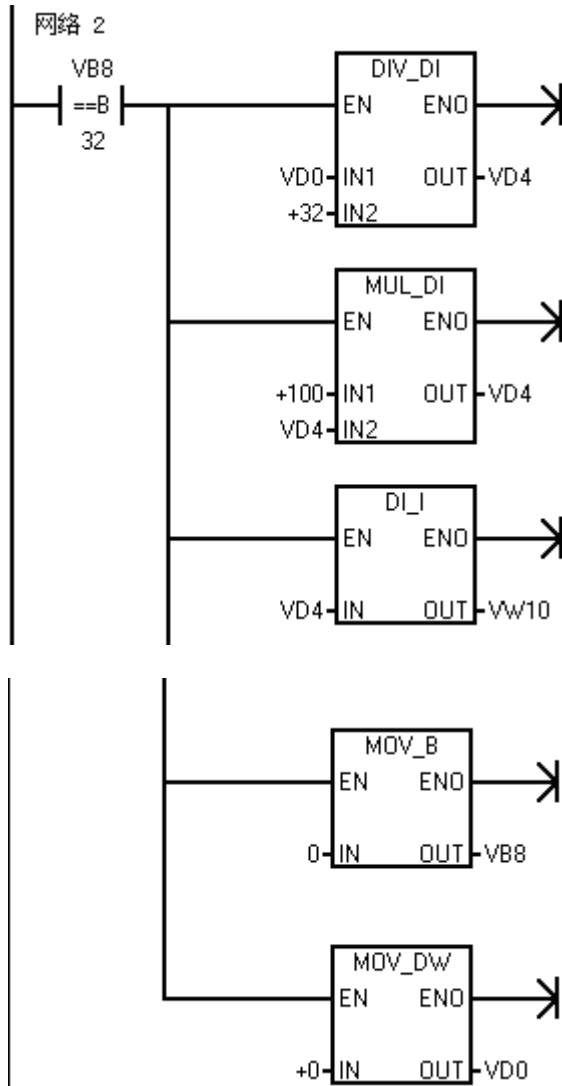 网络 2
VB8
==B
32
DIV_DI
EN ENO
VD0 IN1 OUT VD4
+32 IN2
MUL_DI
EN ENO
+100 IN1 OUT VD4
VD4 IN2
DI_I
EN ENO
VD4 IN OUT VW10
MOV_B
EN ENO
0 IN OUT VB8
MOV_DW
EN ENO
+0 IN OUT VD0